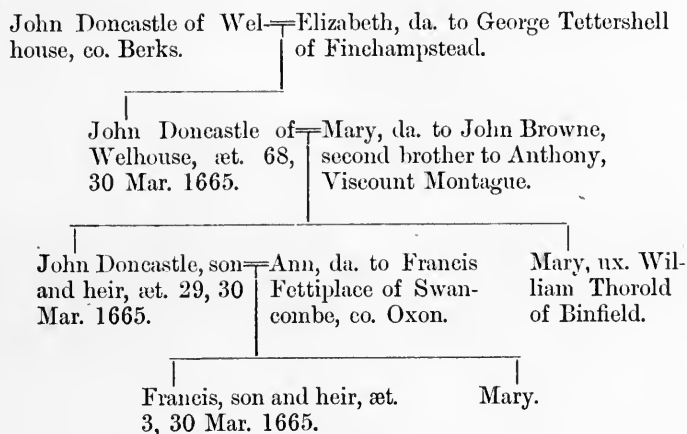 John Doncastle of Wel-
house, co. Berks.
Elizabeth, da. to George Tettershell
of Finchampstead.
John Doncastle of
Welhouse, æt. 68,
30 Mar. 1665.
Mary, da. to John Browne,
second brother to Anthony,
Viscount Montague.
John Doncastle, son
and heir, æt. 29, 30
Mar. 1665.
Ann, da. to Francis
Fettiplace of Swan-
combe, co. Oxon.
Mary, ux. Wil-
liam Thorold
of Binfield.
Francis, son and heir, æt.
3, 30 Mar. 1665.
Mary.